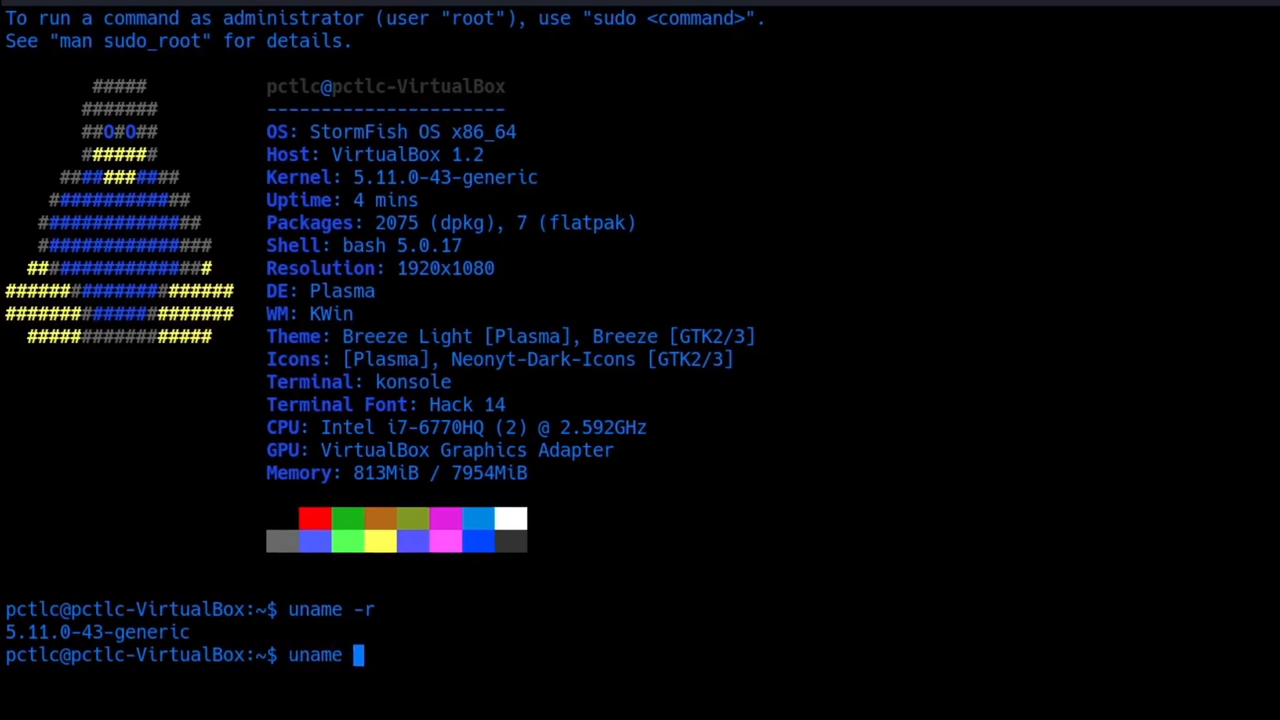 To run a command as administrator (user "root"), use "sudo <command>".
See "man sudo_root" for details.
##### pctlc@pctlc-VirtualBox
####### -----------------------
##O#O## OS: StormFish OS x86_64
####### Host: VirtualBox 1.2
########### Kernel: 5.11.0-43-generic
############# Uptime: 4 mins
############### Packages: 2075 (dpkg), 7 (flatpak)
################ Shell: bash 5.0.17
################# Resolution: 1920x1080
##################### DE: Plasma
##################### WM: KWin
################# Theme: Breeze Light [Plasma], Breeze [GTK2/3]
Icons: [Plasma], Neonyt-Dark-Icons [GTK2/3]
Terminal: konsole
Terminal Font: Hack 14
CPU: Intel i7-6770HQ (2) @ 2.592GHz
GPU: VirtualBox Graphics Adapter
Memory: 813MiB / 7954MiB
pctlc@pctlc-VirtualBox:~$ uname -r
5.11.0-43-generic
pctlc@pctlc-VirtualBox:~$ uname